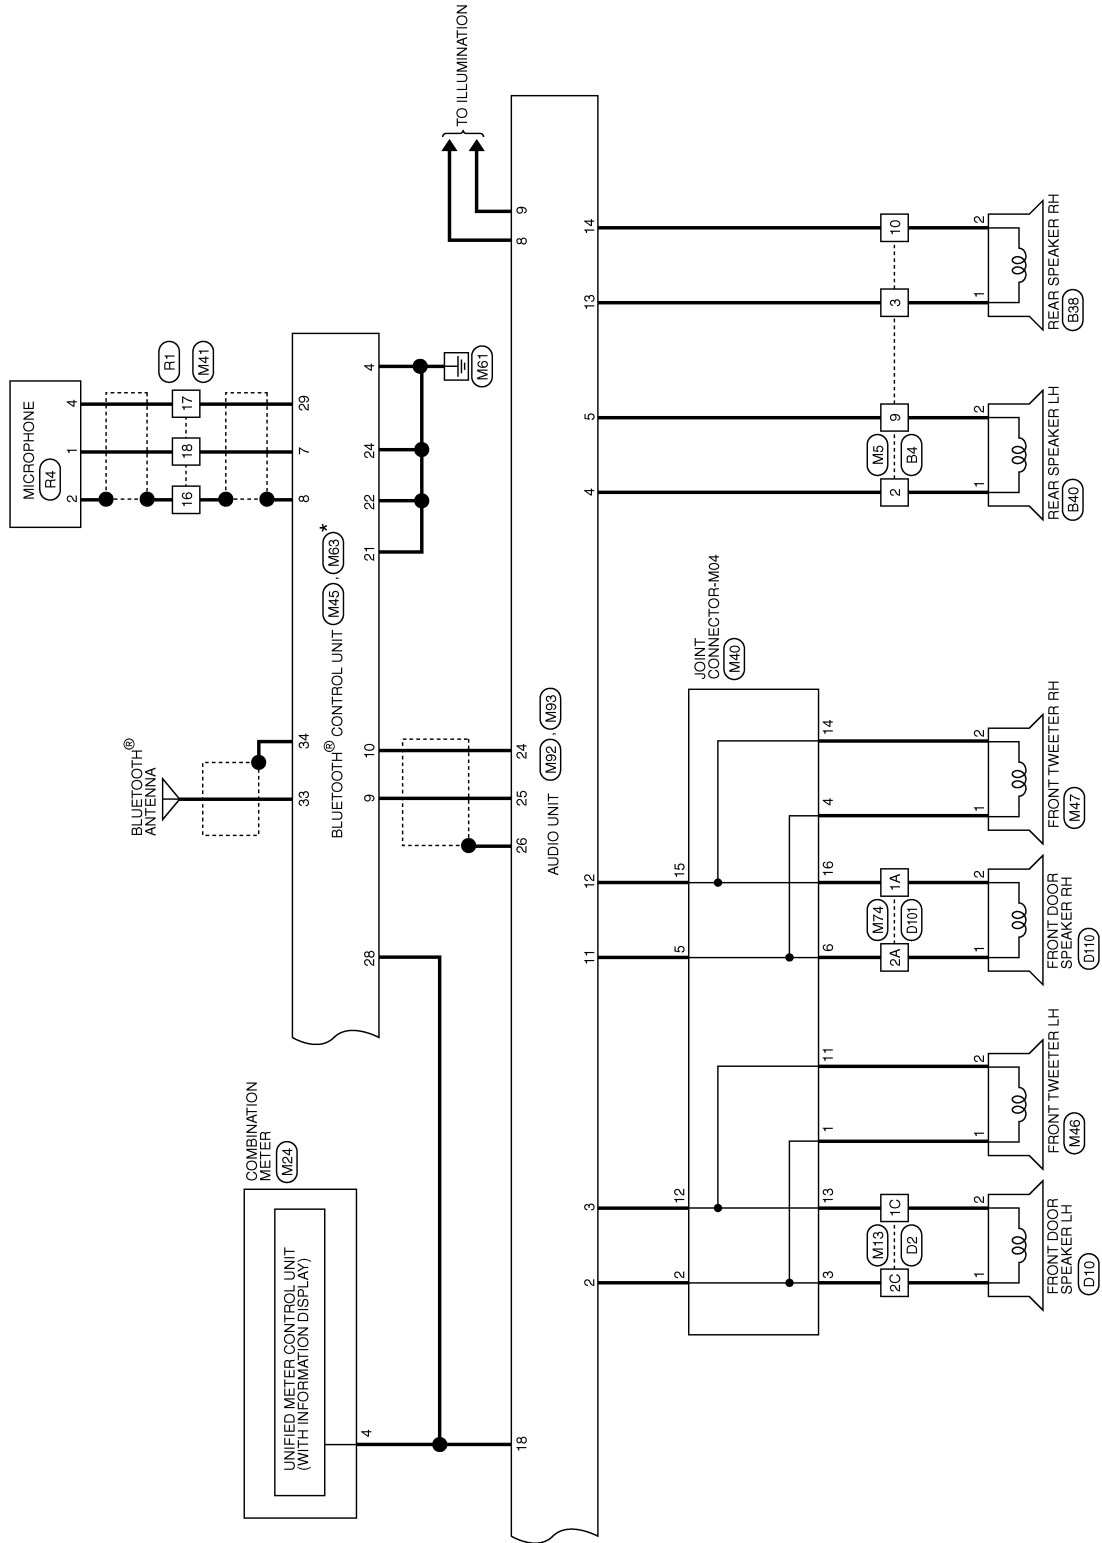 MICROPHONE
R4
2
1
4
16
18
17
R1
M41
8
7
29
BLUETOOTH®
ANTENNA
33
34
BLUETOOTH® CONTROL UNIT M45, M63 *
28
9
10
21
22
24
4
M61
TO ILLUMINATION
COMBINATION
METER
M24
UNIFIED METER CONTROL UNIT
(WITH INFORMATION DISPLAY)
4
18
26
25
24
8
9
AUDIO UNIT M92, M93
2
3
11
12
4
5
13
14
JOINT
CONNECTOR-M04
M40
2
12
5
15
3
13
1
11
6
16
4
14
2C
1C
M13
D2
2A
1A
M74
D101
2
9
3
10
M5
B4
1
2
1
2
1
2
1
2
1
2
1
2
FRONT DOOR
SPEAKER LH
D10
FRONT TWEETER LH
M46
FRONT DOOR
SPEAKER RH
D110
FRONT TWEETER RH
M47
REAR SPEAKER LH
B40
REAR SPEAKER RH
B38